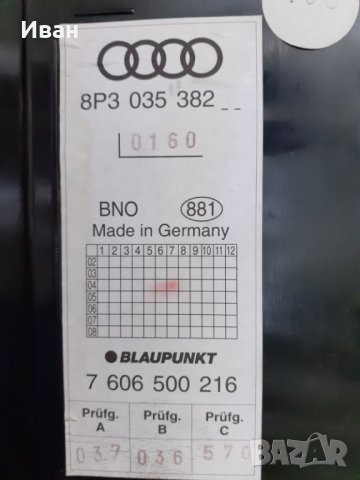 Иван
8P3 035 382 _ _
0160
BNO 881
Made in Germany
1 2 3 4 5 6 7 8 9 10 11 12
02
03
04
05
06
07
08
BLAUPUNKT
7 606 500 216
Prüfg. Prüfg. Prüfg.
A B C
037 036 576
BAZAR